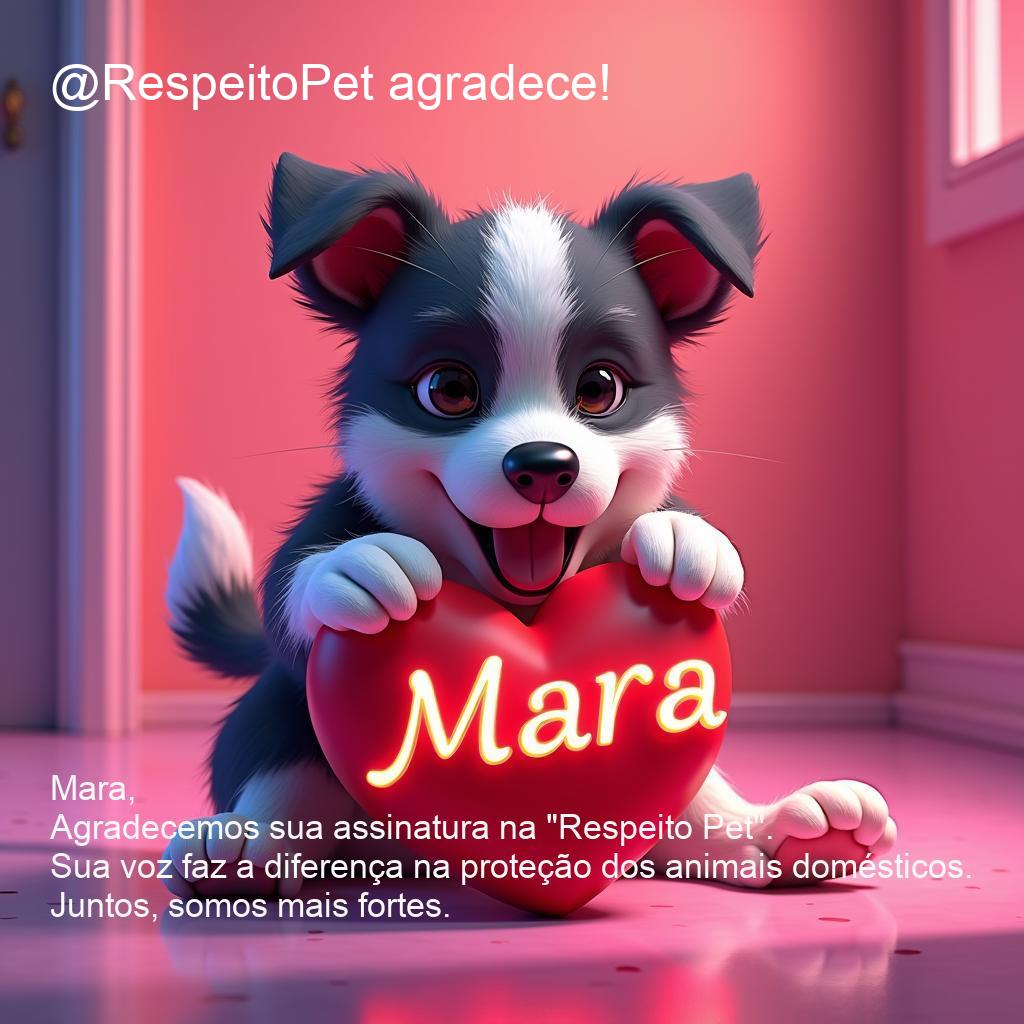 @RespeitoPet agradece!
Mara
Mara,
Agradecemos sua assinatura na "Respeito Pet".
Sua voz faz a diferença na proteção dos animais domésticos.
Juntos, somos mais fortes.